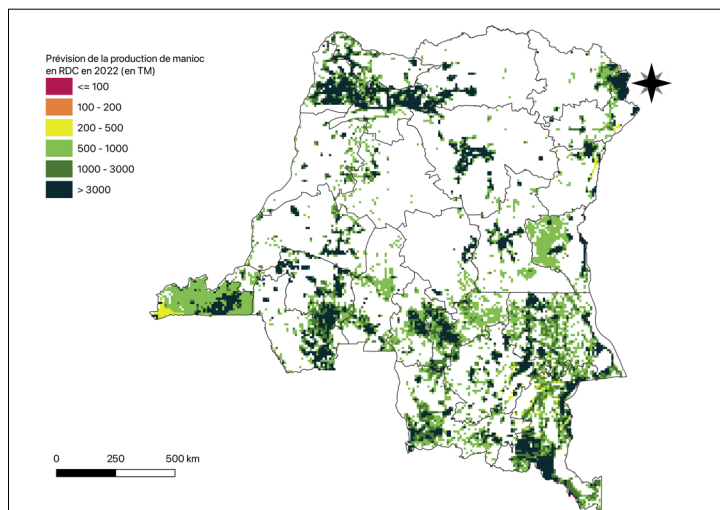 Prévision de la production de manioc
en RDC en 2022 (en TM)
<= 100
100 - 200
200 - 500
500 - 1000
1000 - 3000
> 3000
0 250 500 km